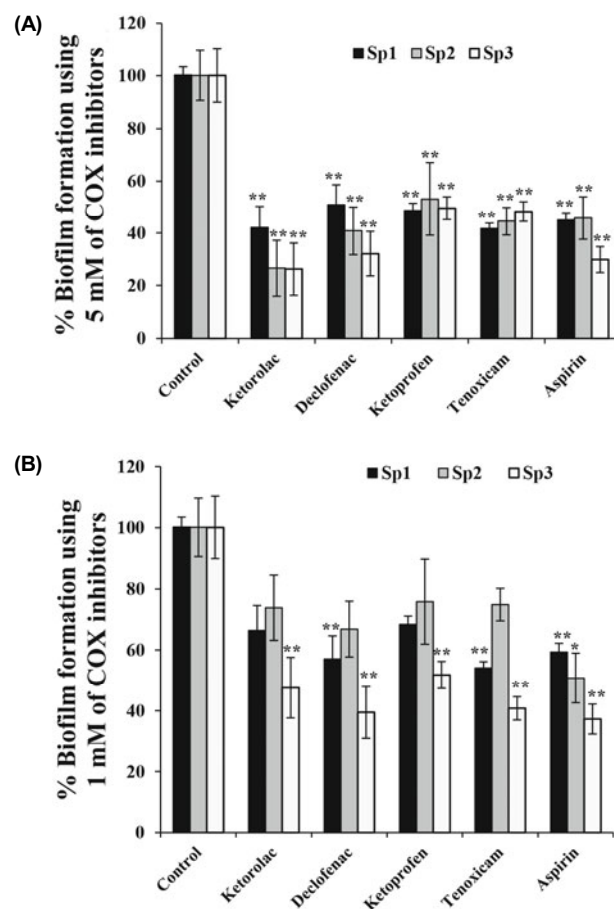 (A)
120
100
80
60
40
20
0
% Biofilm formation using
5 mM of COX inhibitors
Sp1 Sp2 Sp3
** ** **
** ** **
** ** **
** ** **
** ** **
Control Ketorolac Declofenac Ketoprofen Tenoxicam Aspirin
(B)
120
100
80
60
40
20
0
% Biofilm formation using
1 mM of COX inhibitors
Sp1 Sp2 Sp3
**
** **
**
** **
** * **
Control Ketorolac Declofenac Ketoprofen Tenoxicam Aspirin